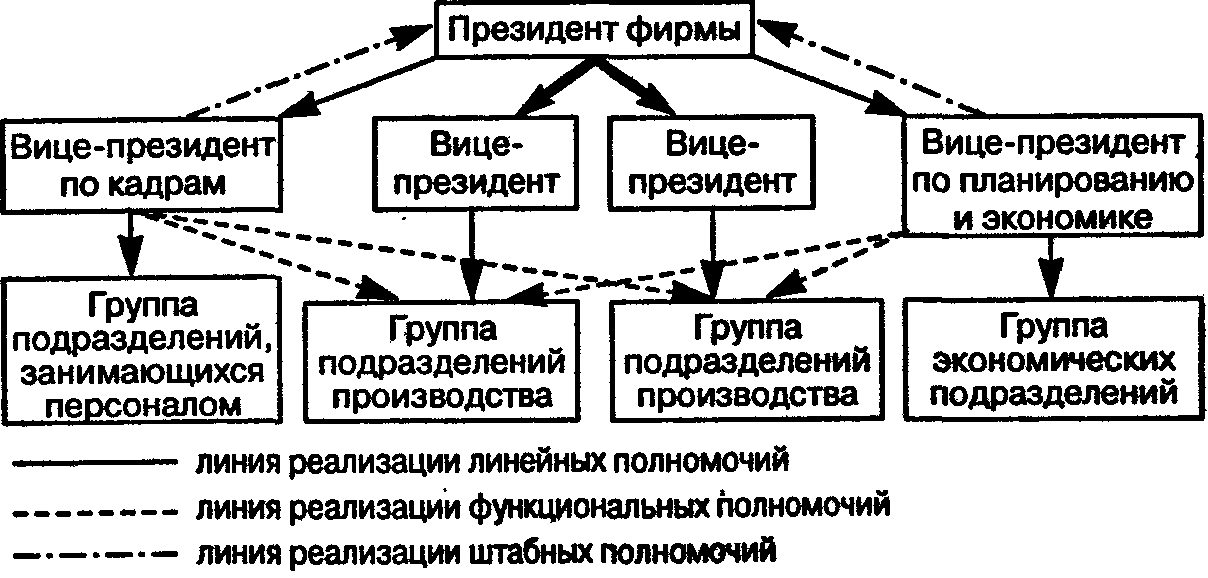 Президент фирмы
Вице-президент
по кадрам
Вице-
президент
Вице-
президент
Вице-президент
по планированию
и экономике
Группа
подразделений,
занимающихся
персоналом
Группа
подразделений
производства
Группа
подразделений
производства
Группа
экономических
подразделений
линия реализации линейных полномочий
линия реализации функциональных полномочий
линия реализации штабных полномочий